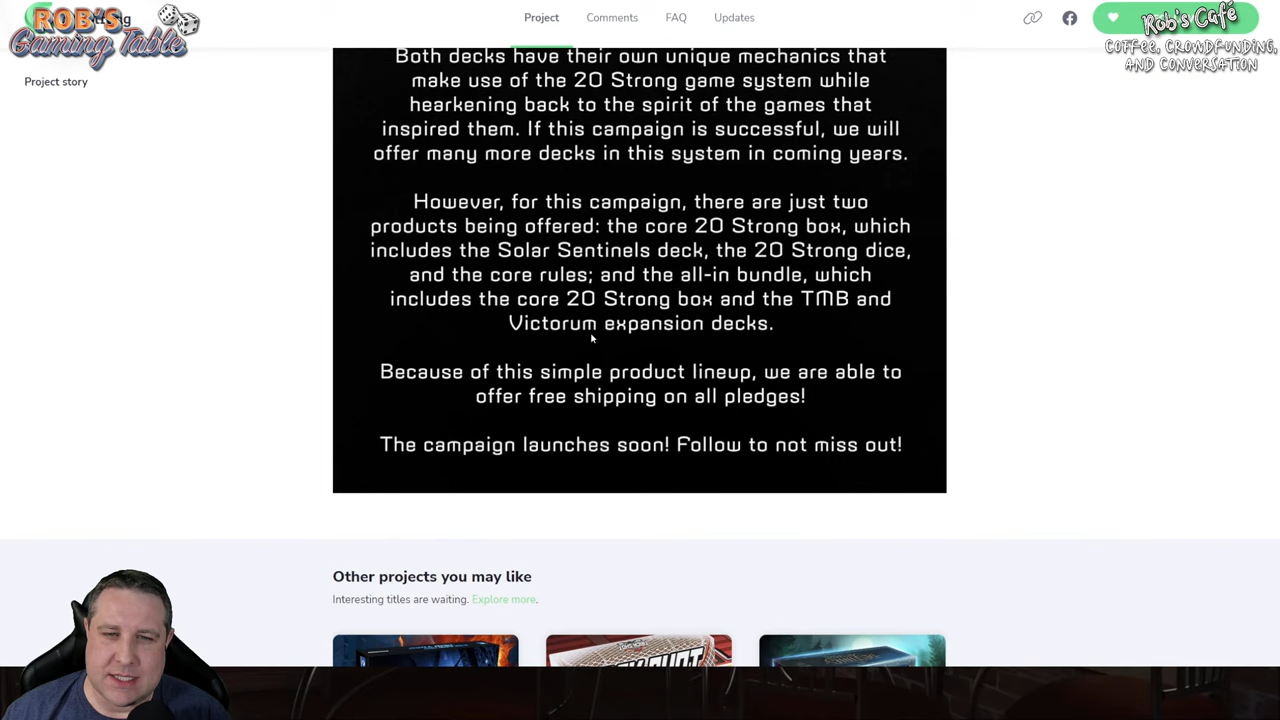 ROB'S
Gaming Table
Project
Comments
FAQ
Updates
Rob's Café
COFFEE, CROWDFUNDING,
AND CONVERSATION
Project story
Both decks have their own unique mechanics that
make use of the 20 Strong game system while
hearkening back to the spirit of the games that
inspired them. If this campaign is successful, we will
offer many more decks in this system in coming years.
However, for this campaign, there are just two
products being offered: the core 20 Strong box, which
includes the Solar Sentinels deck, the 20 Strong dice,
and the core rules; and the all-in bundle, which
includes the core 20 Strong box and the TMB and
Victorum expansion decks.
Because of this simple product lineup, we are able to
offer free shipping on all pledges!
The campaign launches soon! Follow to not miss out!
Other projects you may like
Interesting titles are waiting. Explore more.